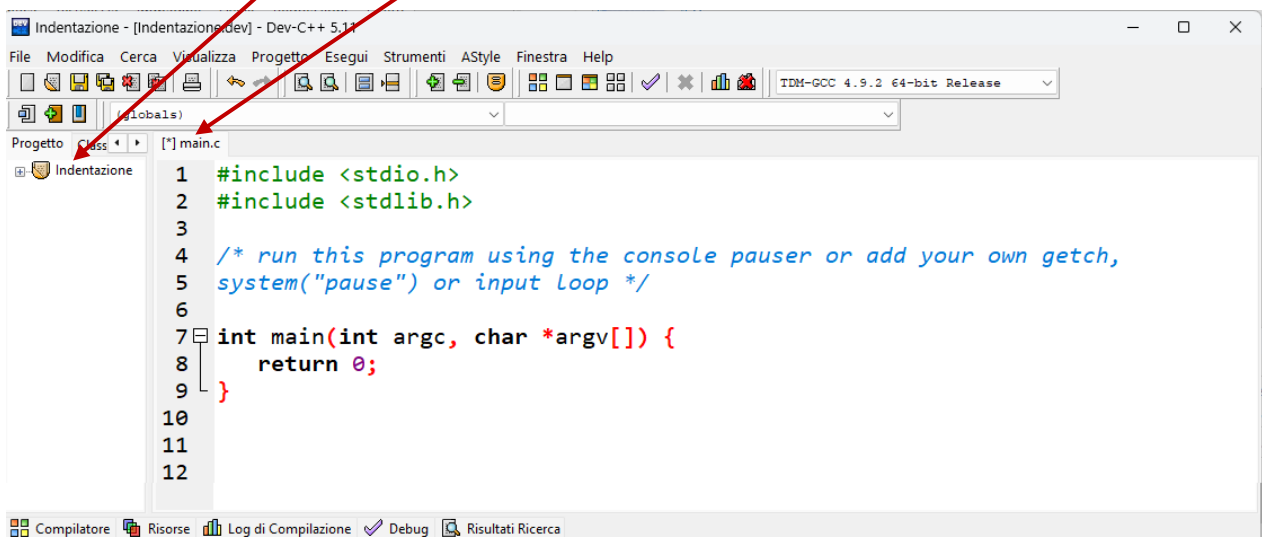 Indentazione - [Indentazione.dev] - Dev-C++ 5.11
File Modifica Cerca Visualizza Progetto Esegui Strumenti AStyle Finestra Help
TDM-GCC 4.9.2 64-bit Release
(globals)
Progetto Class [*] main.c
Indentazione
1 #include <stdio.h>
2 #include <stdlib.h>
3
4 /* run this program using the console pauser or add your own getch,
5 system("pause") or input loop */
6
7 int main(int argc, char *argv[]) {
8 return 0;
9 }
10
11
12
Compilatore Risorse Log di Compilazione Debug Risultati Ricerca